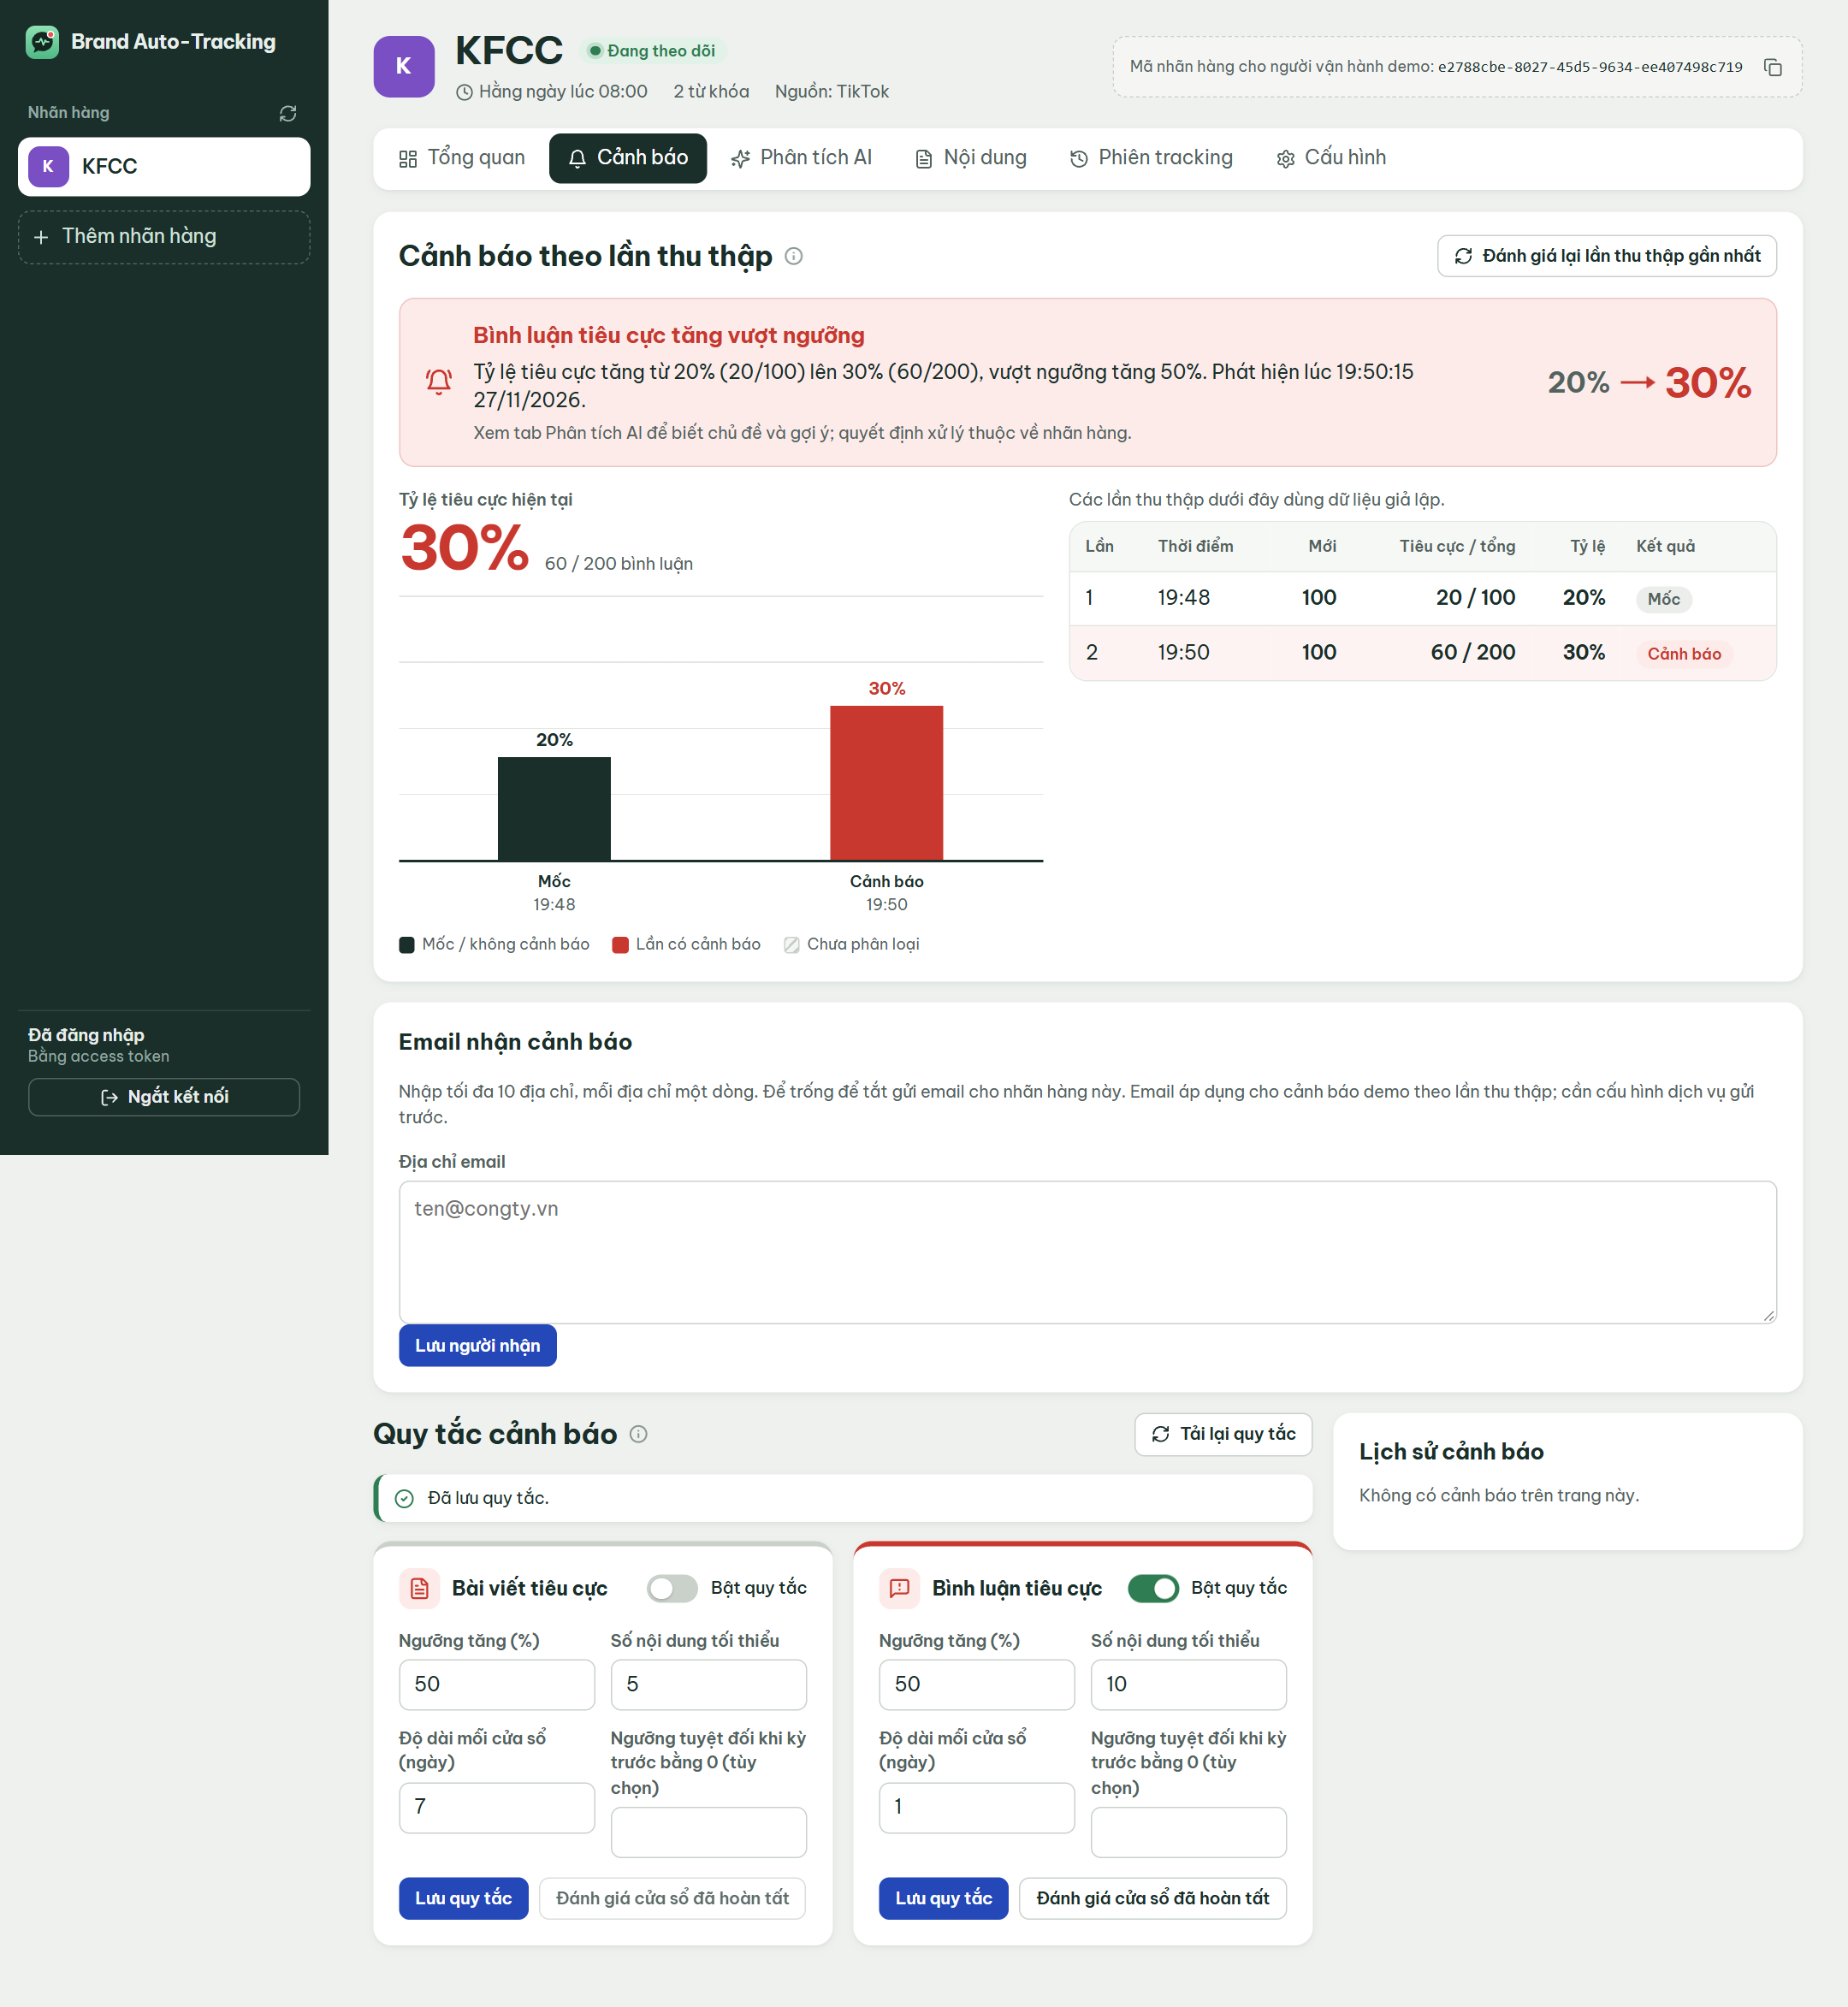 Brand Auto-Tracking
Nhãn hàng
K
KFCC
Thêm nhãn hàng
Đã đăng nhập
Bằng access token
Ngắt kết nối
K
KFCC
Đang theo dõi
Hằng ngày lúc 08:00
2 từ khóa
Nguồn: TikTok
Mã nhãn hàng cho người vận hành demo: e2788cbe-8027-45d5-9634-ee407498c719
Tổng quan
Cảnh báo
Phân tích AI
Nội dung
Phiên tracking
Cấu hình
Cảnh báo theo lần thu thập
Đánh giá lại lần thu thập gần nhất
Bình luận tiêu cực tăng vượt ngưỡng
Tỷ lệ tiêu cực tăng từ 20% (20/100) lên 30% (60/200), vượt ngưỡng tăng 50%. Phát hiện lúc 19:50:15
27/11/2026.
Xem tab Phân tích AI để biết chủ đề và gợi ý; quyết định xử lý thuộc về nhãn hàng.
20% → 30%
Tỷ lệ tiêu cực hiện tại
30% 60 / 200 bình luận
30%
20%
Mốc
19:48
Cảnh báo
19:50
Mốc / không cảnh báo
Lần có cảnh báo
Chưa phân loại
Các lần thu thập dưới đây dùng dữ liệu giả lập.
Lần Thời điểm Mới Tiêu cực / tổng Tỷ lệ Kết quả
1 19:48 100 20 / 100 20% Mốc
2 19:50 100 60 / 200 30% Cảnh báo
Email nhận cảnh báo
Nhập tối đa 10 địa chỉ, mỗi địa chỉ một dòng. Để trống để tắt gửi email cho nhãn hàng này. Email áp dụng cho cảnh báo demo theo lần thu thập; cần cấu hình dịch vụ gửi
trước.
Địa chỉ email
ten@congty.vn
Lưu người nhận
Quy tắc cảnh báo
Tải lại quy tắc
Đã lưu quy tắc.
Bài viết tiêu cực
Bật quy tắc
Ngưỡng tăng (%)
50
Số nội dung tối thiểu
5
Độ dài mỗi cửa sổ
(ngày)
7
Ngưỡng tuyệt đối khi kỳ
trước bằng 0 (tùy
chọn)
Lưu quy tắc
Đánh giá cửa sổ đã hoàn tất
Bình luận tiêu cực
Bật quy tắc
Ngưỡng tăng (%)
50
Số nội dung tối thiểu
10
Độ dài mỗi cửa sổ
(ngày)
1
Ngưỡng tuyệt đối khi kỳ
trước bằng 0 (tùy
chọn)
Lưu quy tắc
Đánh giá cửa sổ đã hoàn tất
Lịch sử cảnh báo
Không có cảnh báo trên trang này.